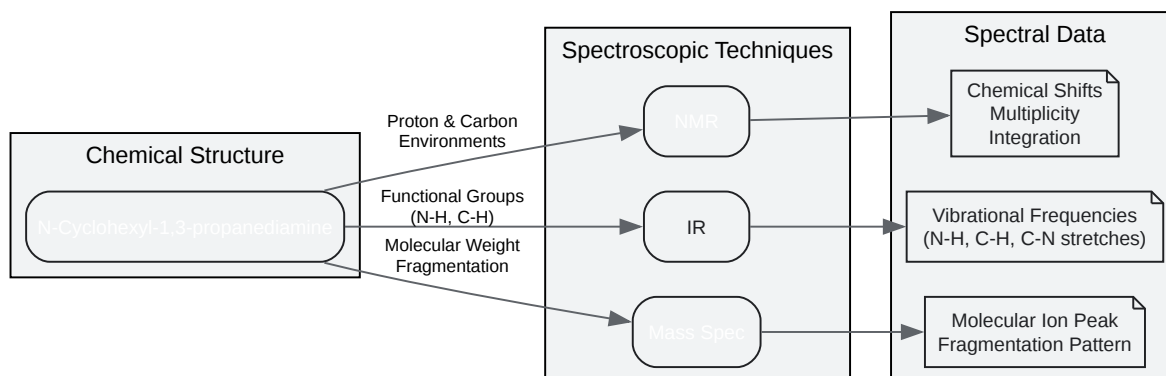 Chemical Structure
N-Cyclohexyl-1,3-propanediamine
Proton & Carbon
Environments
Functional Groups
(N-H, C-H)
Molecular Weight
Fragmentation
Spectroscopic Techniques
NMR
IR
Mass Spec
Spectral Data
Chemical Shifts
Multiplicity
Integration
Vibrational Frequencies
(N-H, C-H, C-N stretches)
Molecular Ion Peak
Fragmentation Pattern